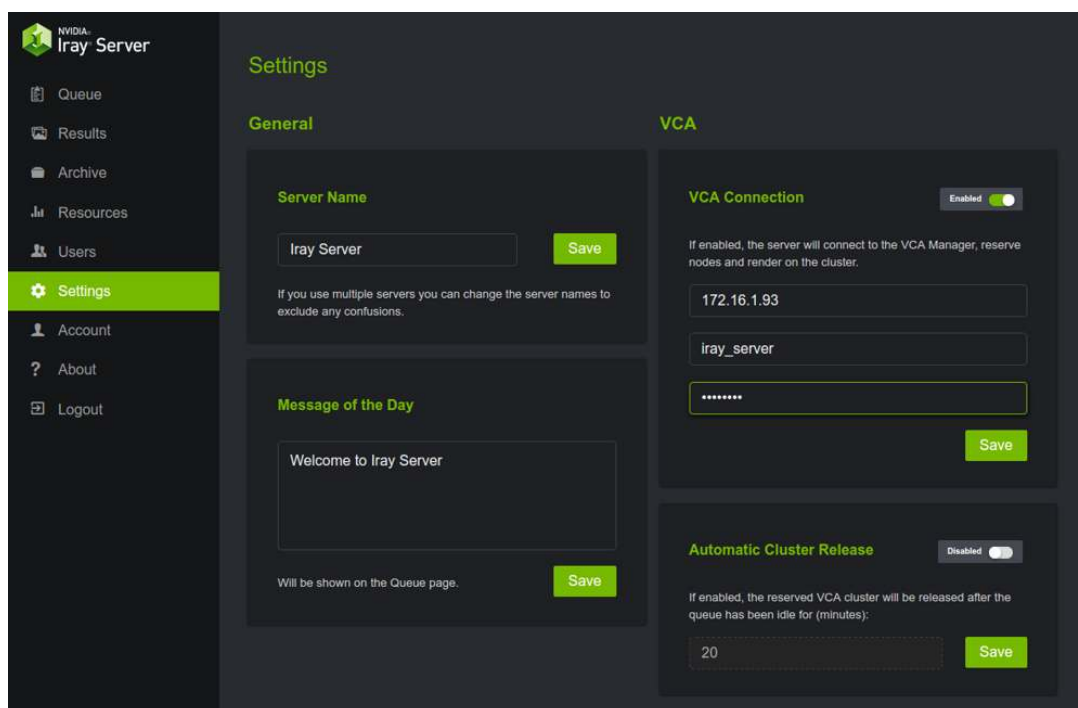 NVIDIA.
Iray Server
Queue
Results
Archive
Resources
Users
Settings
Account
About
Logout
Settings
General
Server Name
Iray Server
Save
If you use multiple servers you can change the server names to
exclude any confusions.
Message of the Day
Welcome to Iray Server
Will be shown on the Queue page.
Save
VCA
VCA Connection
Enabled
If enabled, the server will connect to the VCA Manager, reserve
nodes and render on the cluster.
172.16.1.93
iray_server
••••••••
Save
Automatic Cluster Release
Disabled
If enabled, the reserved VCA cluster will be released after the
queue has been idle for (minutes):
20
Save